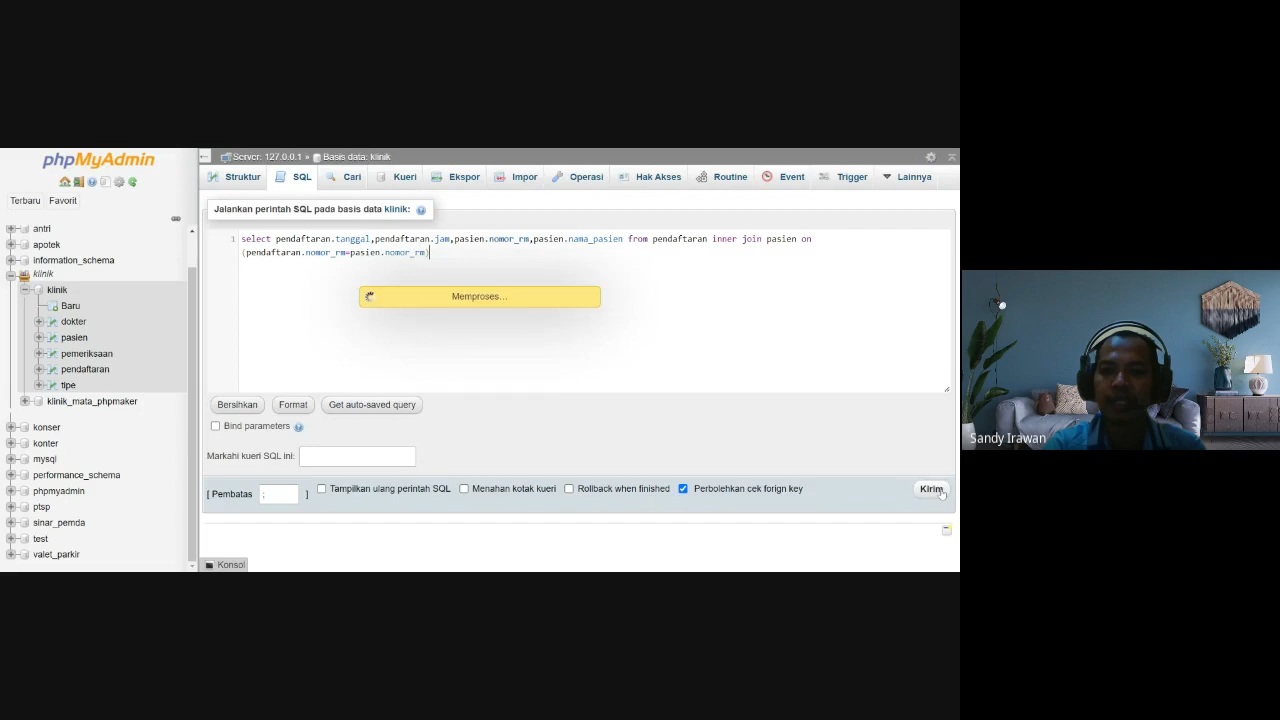 phpMyAdmin
Terbaru
Favorit
antri
apotek
information_schema
klinik
klinik
Baru
dokter
pasien
pemeriksaan
pendaftaran
tipe
klinik_mata_phpmaker
konser
konter
mysql
performance_schema
phpmyadmin
ptsp
sinar_pemda
test
valet_parkir
Server: 127.0.0.1 » Basis data: klinik
Struktur
SQL
Cari
Kueri
Ekspor
Impor
Operasi
Hak Akses
Routine
Event
Trigger
Lainnya
Jalankan perintah SQL pada basis data klinik:
1 select pendaftaran.tanggal,pendaftaran.jam,pasien.nomor_rm,pasien.nama_pasien from pendaftaran inner join pasien on
(pendaftaran.nomor_rm=pasien.nomor_rm)
Memproses...
Bersihkan
Format
Get auto-saved query
Bind parameters
Markahi kueri SQL ini:
[ Pembatas ; ]
Tampilkan ulang perintah SQL
Menahan kotak kueri
Rollback when finished
Perbolehkan cek forign key
Kirim
Konsol
Sandy Irawan